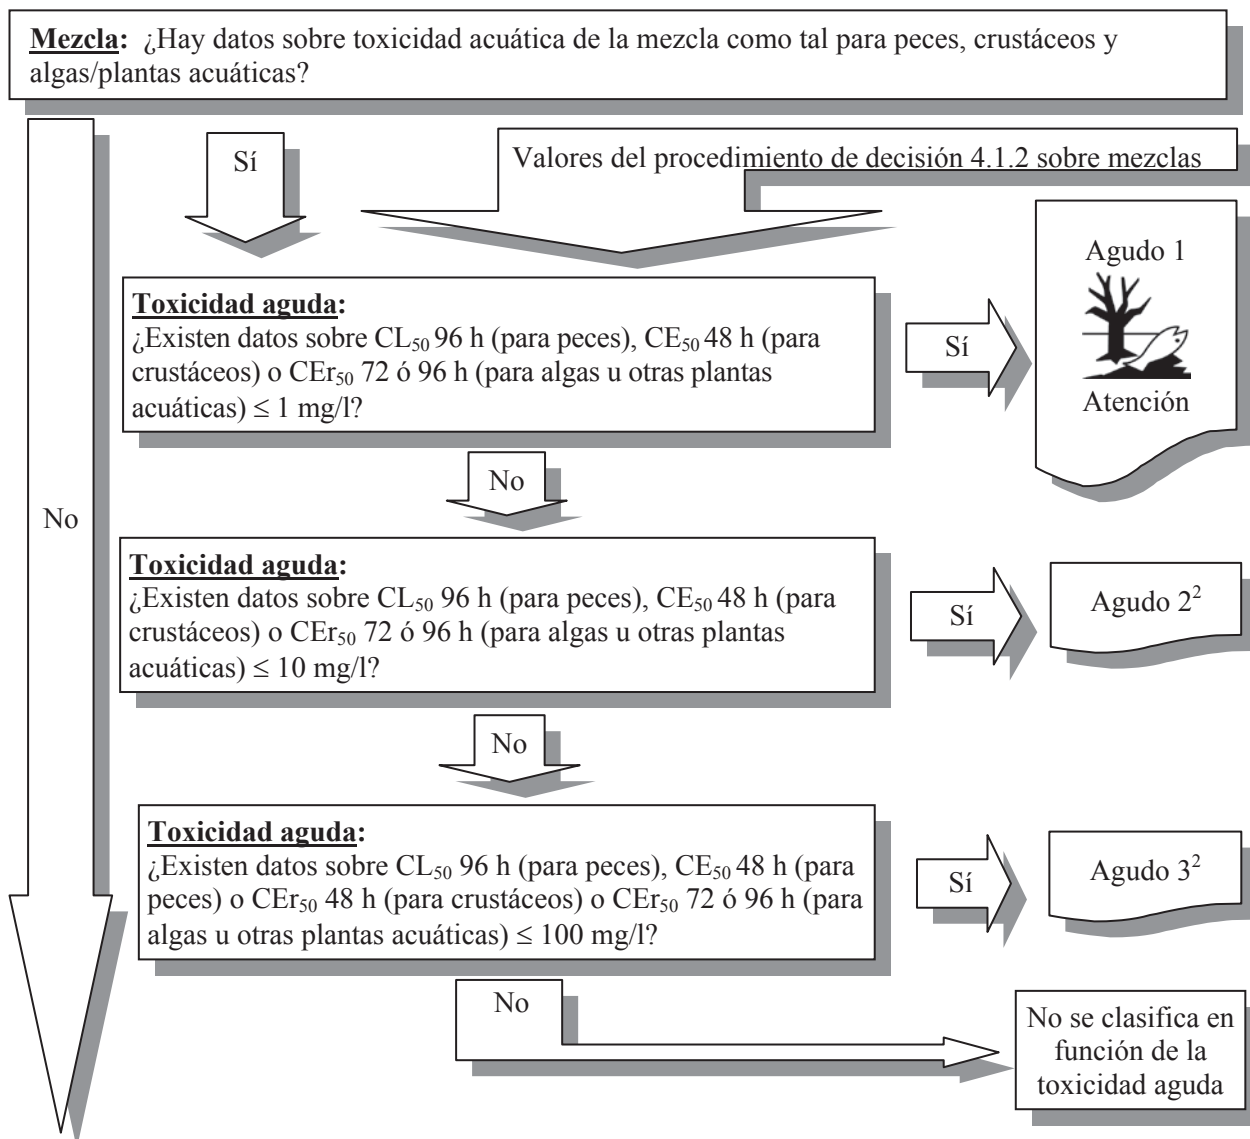 Mezcla: ¿Hay datos sobre toxicidad acuática de la mezcla como tal para peces, crustáceos y
algas/plantas acuáticas?
Sí
Valores del procedimiento de decisión 4.1.2 sobre mezclas
Toxicidad aguda:
¿Existen datos sobre CL₅₀ 96 h (para peces), CE₅₀ 48 h (para
crustáceos) o CEr₅₀ 72 ó 96 h (para algas u otras plantas
acuáticas) ≤ 1 mg/l?
Sí
Agudo 1
Atención
No
No
Toxicidad aguda:
¿Existen datos sobre CL₅₀ 96 h (para peces), CE₅₀ 48 h (para
crustáceos) o CEr₅₀ 72 ó 96 h (para algas u otras plantas
acuáticas) ≤ 10 mg/l?
Sí
Agudo 2²
No
Toxicidad aguda:
¿Existen datos sobre CL₅₀ 96 h (para peces), CE₅₀ 48 h (para
peces) o CEr₅₀ 48 h (para crustáceos) o CEr₅₀ 72 ó 96 h (para
algas u otras plantas acuáticas) ≤ 100 mg/l?
Sí
Agudo 3²
No
No se clasifica en
función de la
toxicidad aguda